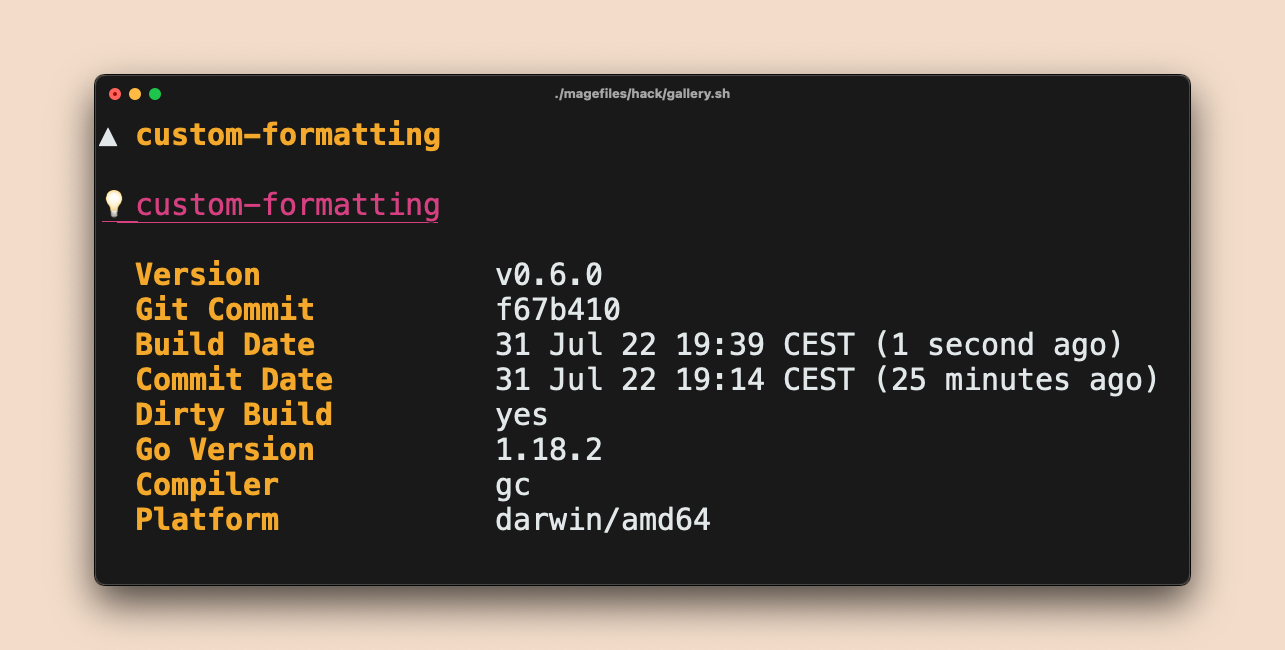 ./magefiles/hack/gallery.sh
▲ custom-formatting
💡 custom-formatting
Version v0.6.0
Git Commit f67b410
Build Date 31 Jul 22 19:39 CEST (1 second ago)
Commit Date 31 Jul 22 19:14 CEST (25 minutes ago)
Dirty Build yes
Go Version 1.18.2
Compiler gc
Platform darwin/amd64